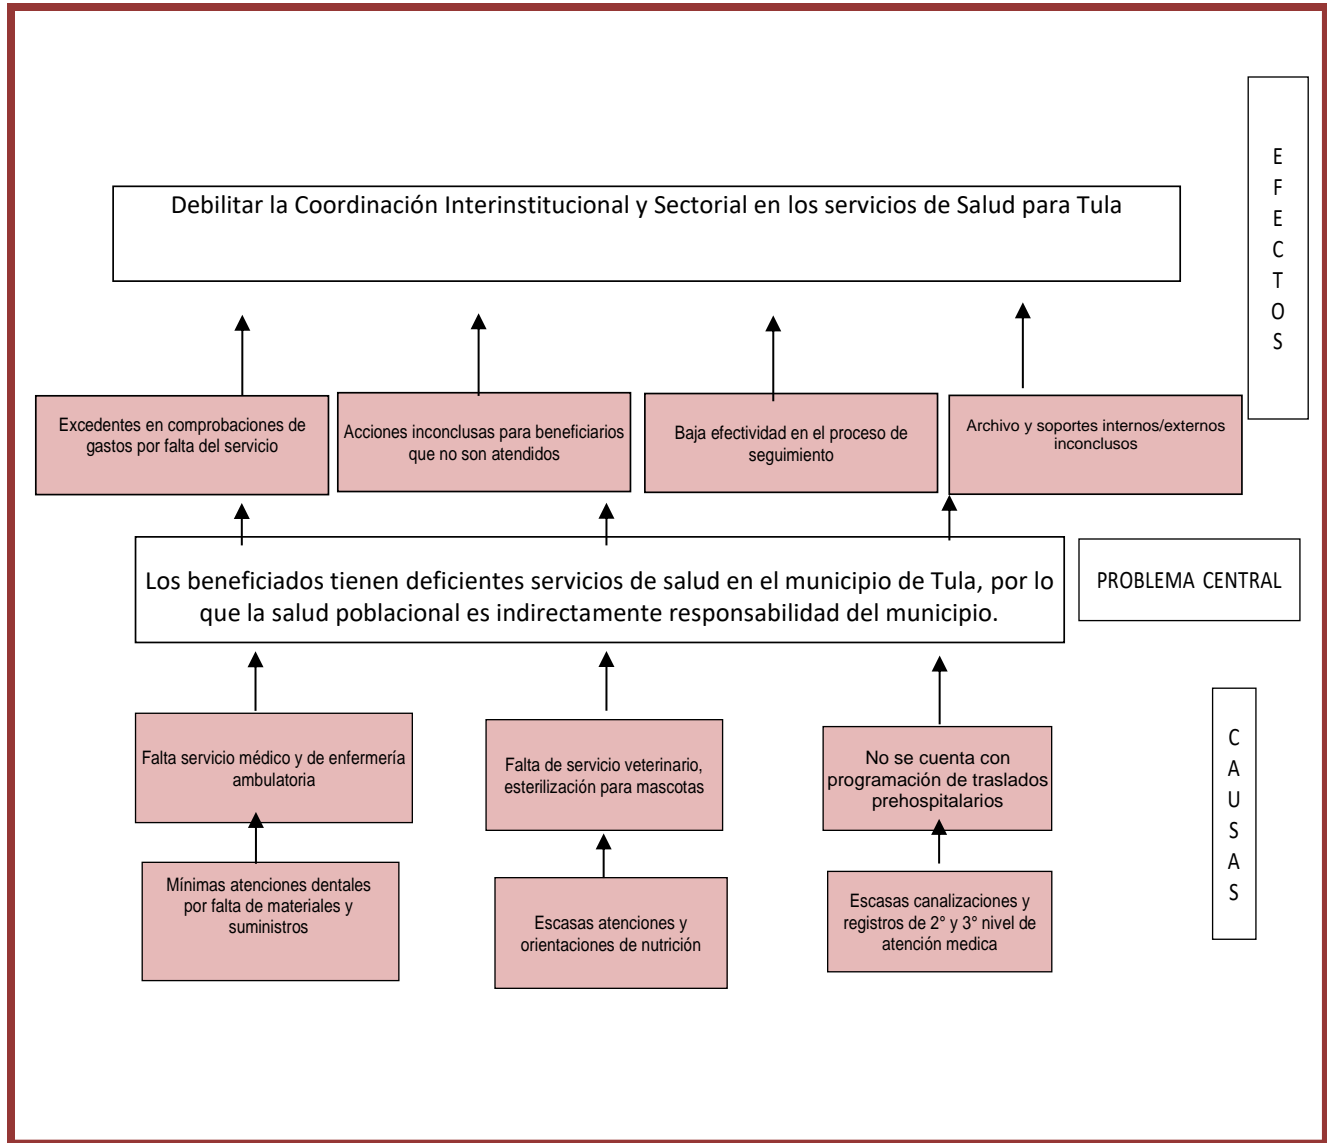 E
F
E
C
T
O
S
Debilitar la Coordinación Interinstitucional y Sectorial en los servicios de Salud para Tula
Excedentes en comprobaciones de
gastos por falta del servicio
Acciones inconclusas para beneficiarios
que no son atendidos
Baja efectividad en el proceso de
seguimiento
Archivo y soportes internos/externos
inconclusos
Los beneficiados tienen deficientes servicios de salud en el municipio de Tula, por lo
que la salud poblacional es indirectamente responsabilidad del municipio.
PROBLEMA CENTRAL
Falta servicio médico y de enfermería
ambulatoria
Falta de servicio veterinario,
esterilización para mascotas
No se cuenta con
programación de traslados
prehospitalarios
C
A
U
S
A
S
Mínimas atenciones dentales
por falta de materiales y
suministros
Escasas atenciones y
orientaciones de nutrición
Escasas canalizaciones y
registros de 2° y 3° nivel de
atención medica